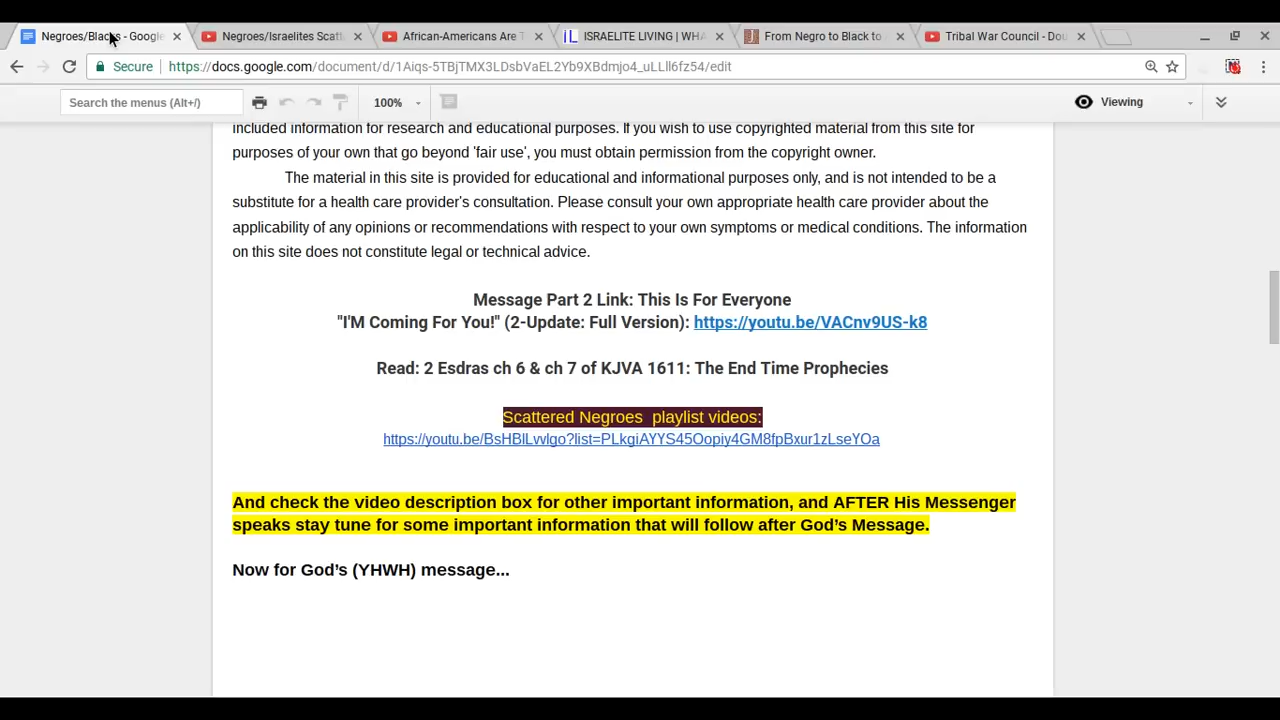 Negroes/Blacks - Google
Negroes/Israelites Scatt
African-Americans Are T
ISRAELITE LIVING | WHA
From Negro to Black to
Tribal War Council - Dou
Secure
https://docs.google.com/document/d/1Aiqs-5TBjTMX3LDsbVaEL2Yb9XBdmjo4_uLLll6fz54/edit
Search the menus (Alt+/)
100%
Viewing
included information for research and educational purposes. If you wish to use copyrighted material from this site for
purposes of your own that go beyond 'fair use', you must obtain permission from the copyright owner.
The material in this site is provided for educational and informational purposes only, and is not intended to be a
substitute for a health care provider's consultation. Please consult your own appropriate health care provider about the
applicability of any opinions or recommendations with respect to your own symptoms or medical conditions. The information
on this site does not constitute legal or technical advice.
Message Part 2 Link: This Is For Everyone
"I'M Coming For You!" (2-Update: Full Version): https://youtu.be/VACnv9US-k8
Read: 2 Esdras ch 6 & ch 7 of KJVA 1611: The End Time Prophecies
Scattered Negroes  playlist videos:
https://youtu.be/BsHBlLvvlgo?list=PLkgiAYYS45Oopiy4GM8fpBxur1zLseYOa
And check the video description box for other important information, and AFTER His Messenger
speaks stay tune for some important information that will follow after God’s Message.
Now for God’s (YHWH) message...